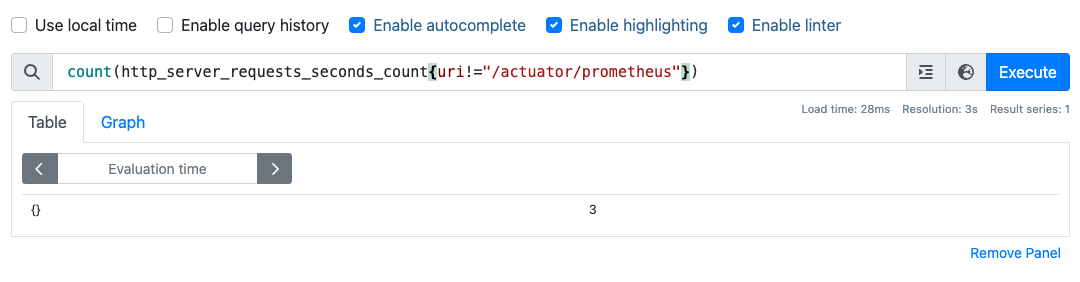 Use local time Enable query history Enable autocomplete Enable highlighting Enable linter
count(http_server_requests_seconds_count{uri!="/actuator/prometheus"}) Execute
Load time: 28ms Resolution: 3s Result series: 1
Table Graph
Evaluation time
{} 3
Remove Panel